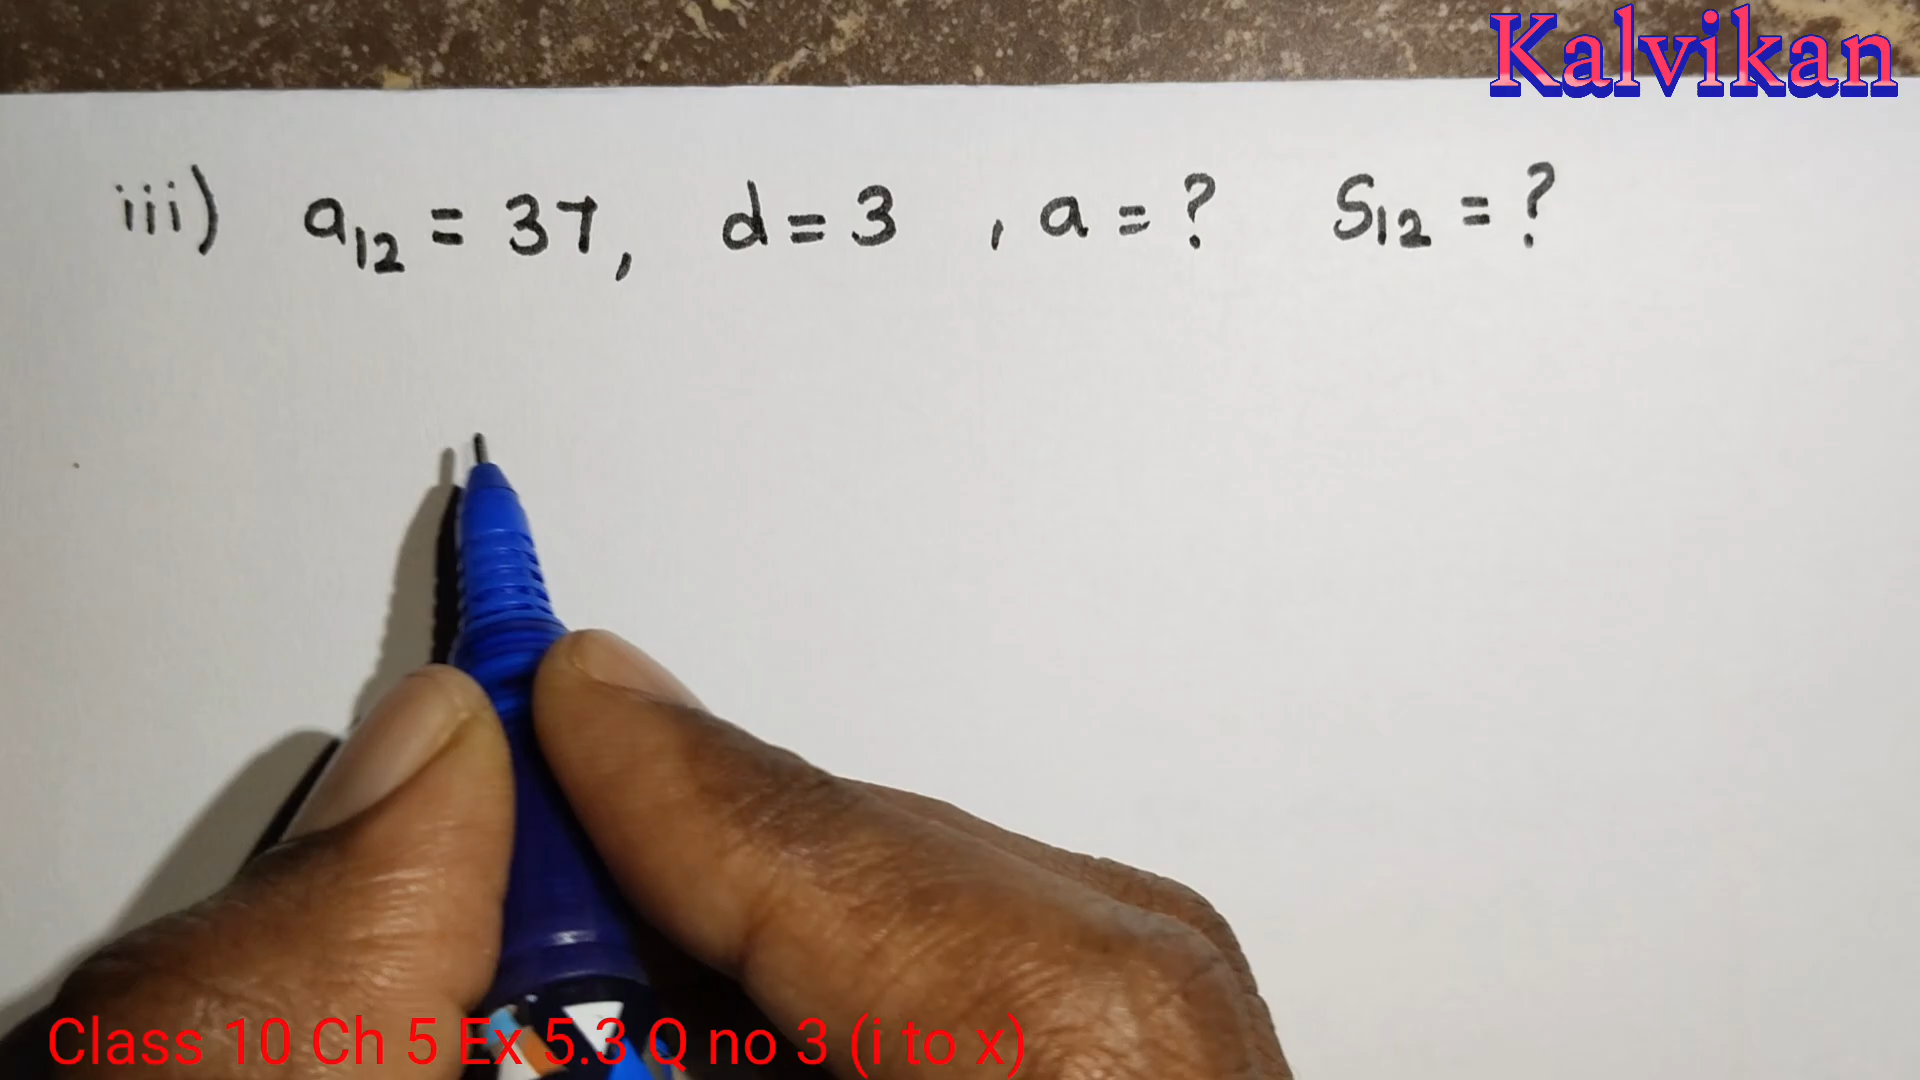 Kalvikan
iii) a₁₂ = 37, d = 3 , a = ? S₁₂ = ?
Class 10 Ch 5 Ex 5.3 Q no 3 (i to x)